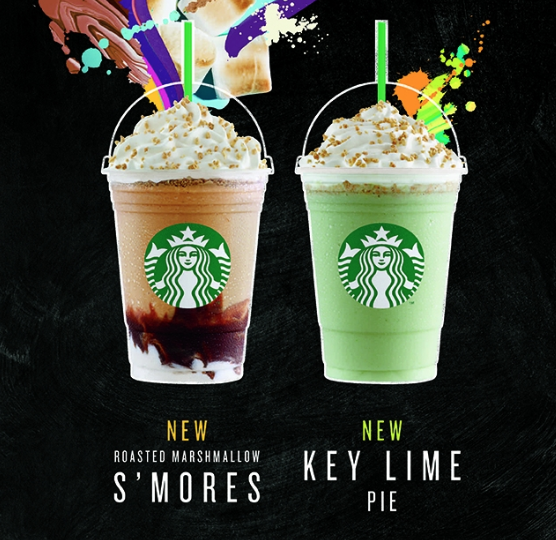 NEW
ROASTED MARSHMALLOW
S'MORES
NEW
KEY LIME
PIE